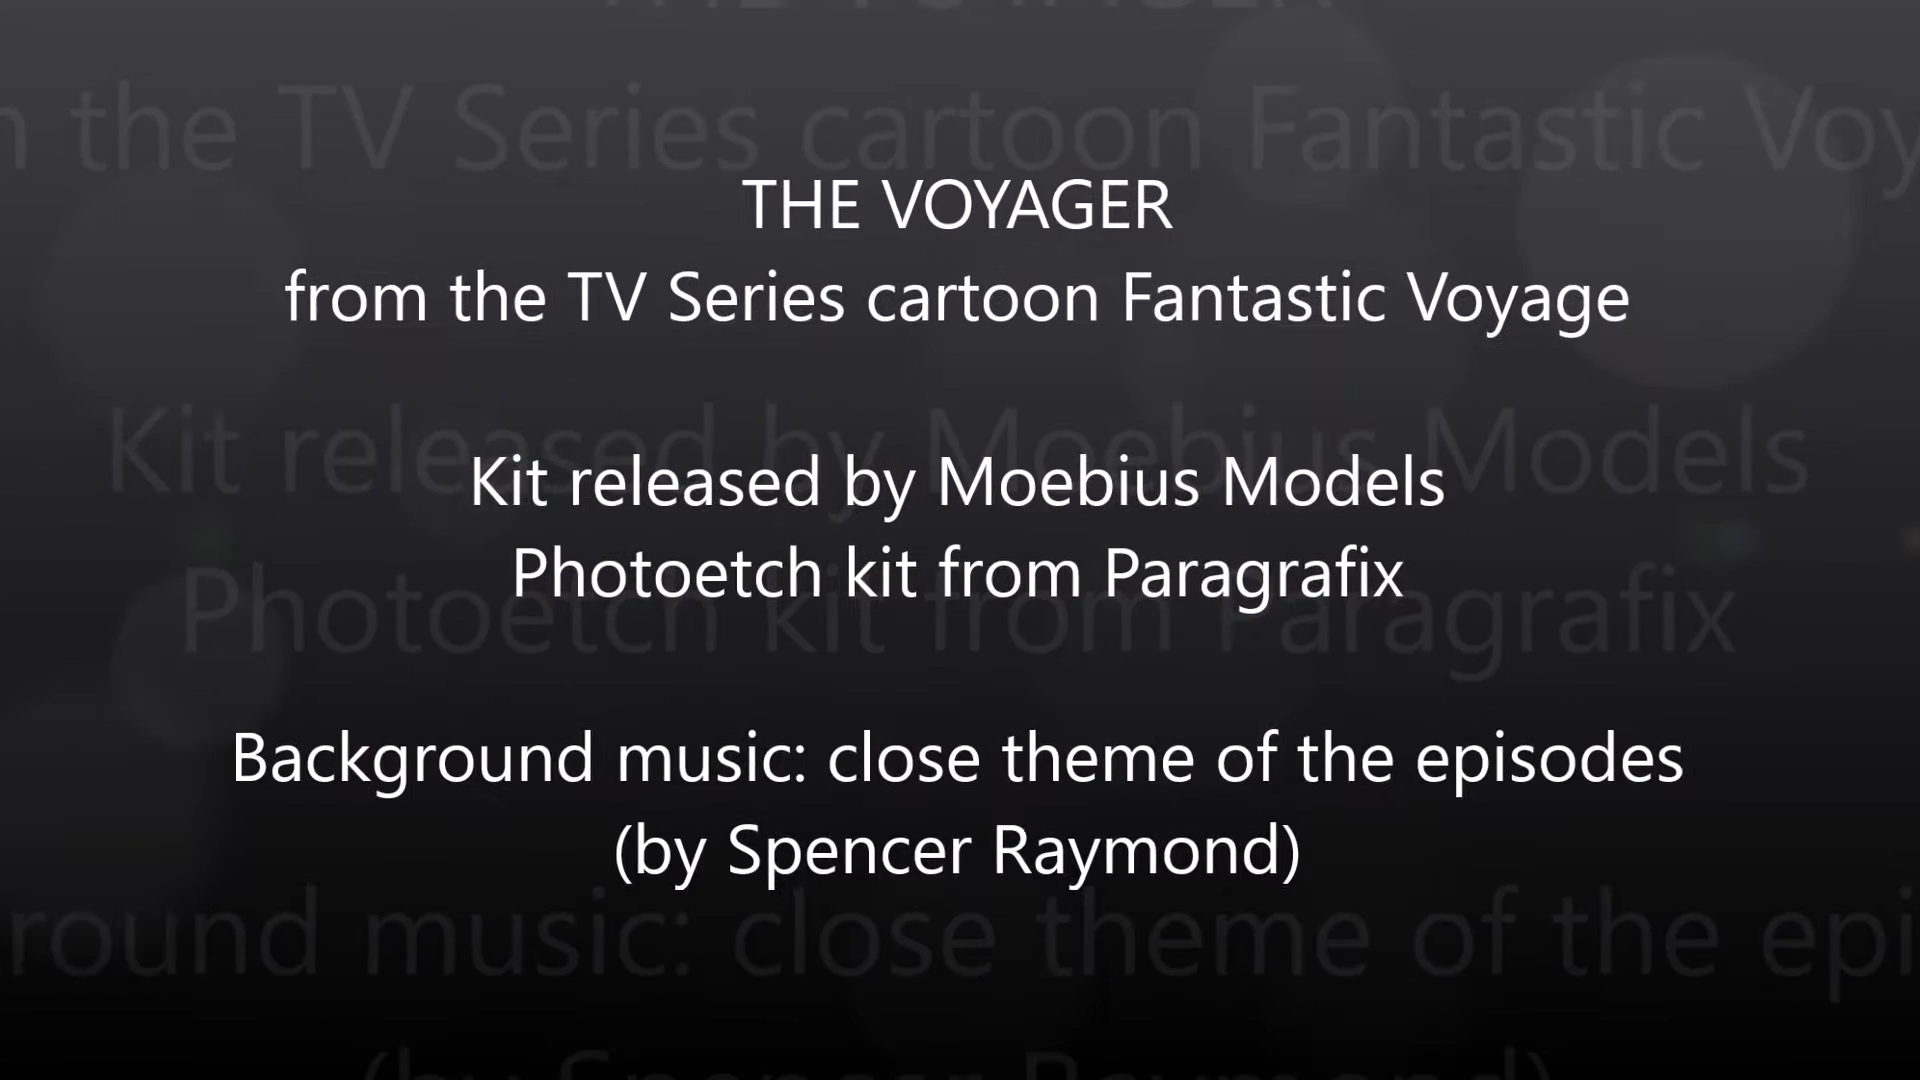 THE VOYAGER
from the TV Series cartoon Fantastic Voyage
Kit released by Moebius Models
Photoetch kit from Paragrafix
Background music: close theme of the episodes
(by Spencer Raymond)